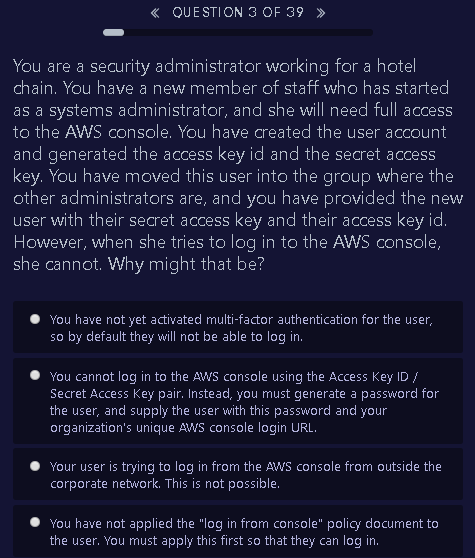 « QUESTION 3 OF 39 »
You are a security administrator working for a hotel
chain. You have a new member of staff who has started
as a systems administrator, and she will need full access
to the AWS console. You have created the user account
and generated the access key id and the secret access
key. You have moved this user into the group where the
other administrators are, and you have provided the new
user with their secret access key and their access key id.
However, when she tries to log in to the AWS console,
she cannot. Why might that be?
You have not yet activated multi-factor authentication for the user,
so by default they will not be able to log in.
You cannot log in to the AWS console using the Access Key ID /
Secret Access Key pair. Instead, you must generate a password for
the user, and supply the user with this password and your
organization's unique AWS console login URL.
Your user is trying to log in from the AWS console from outside the
corporate network. This is not possible.
You have not applied the "log in from console" policy document to
the user. You must apply this first so that they can log in.